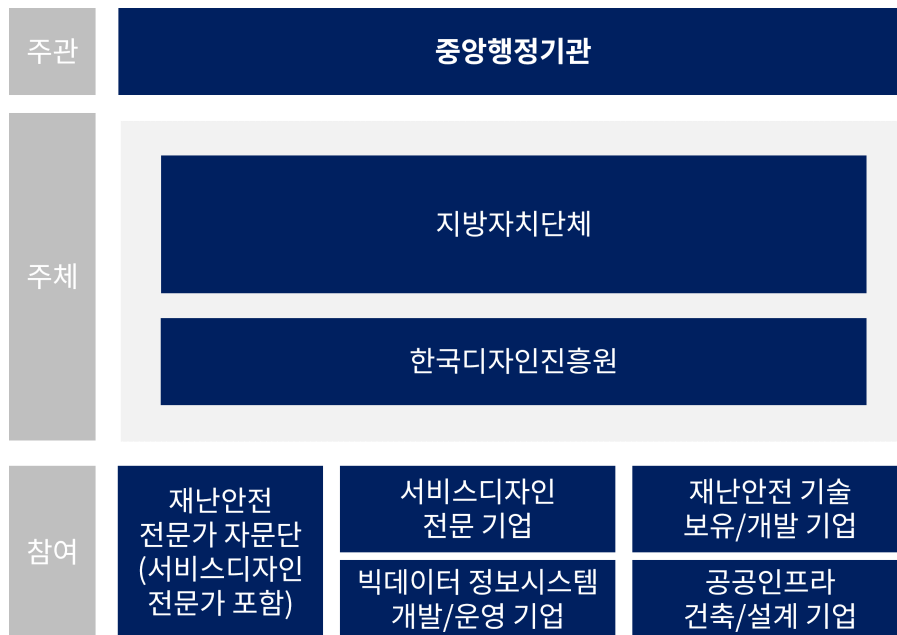 주관
중앙행정기관
주체
지방자치단체
한국디자인진흥원
참여
재난안전
전문가 자문단
(서비스디자인
전문가 포함)
서비스디자인
전문 기업
재난안전 기술
보유/개발 기업
빅데이터 정보시스템
개발/운영 기업
공공인프라
건축/설계 기업